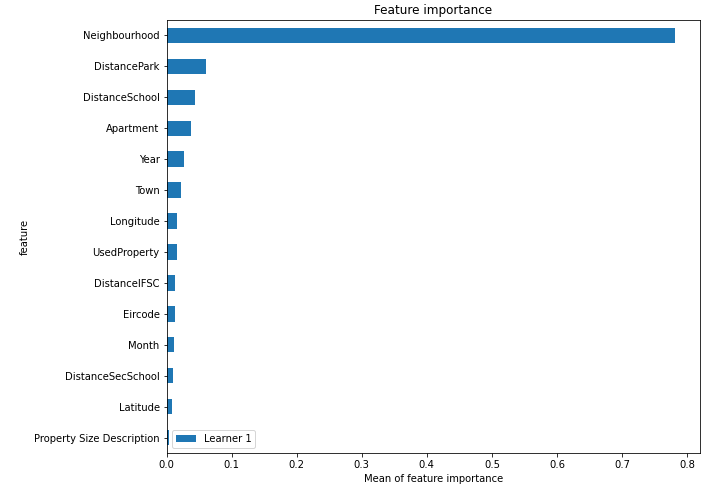 Feature importance
Neighbourhood
DistancePark
DistanceSchool
Apartment
Year
Town
Longitude
UsedProperty
DistanceIFSC
Eircode
Month
DistanceSecSchool
Latitude
Property Size Description
feature
Learner 1
0.0 0.1 0.2 0.3 0.4 0.5 0.6 0.7 0.8
Mean of feature importance